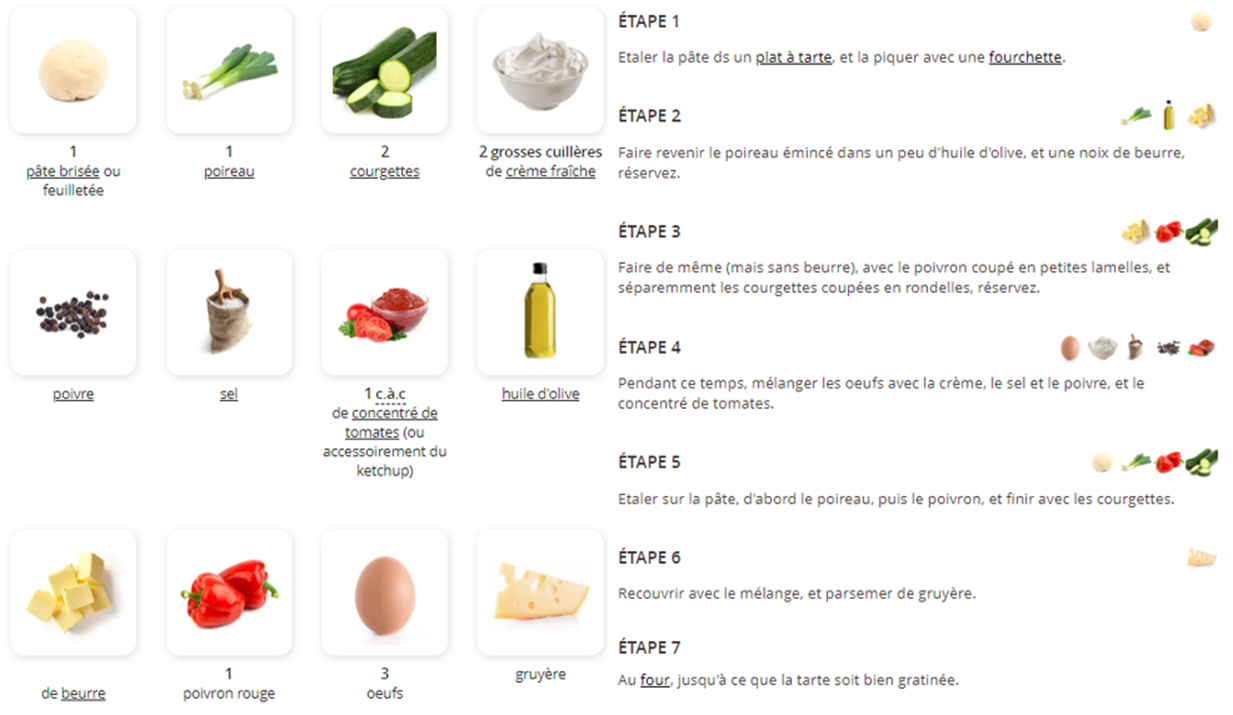 1
pâte brisée ou
feuilletée
1
poireau
2
courgettes
2 grosses cuillères
de crème fraîche
poivre
sel
1 c.à.c
de concentré de
tomates (ou
accessoirement du
ketchup)
huile d'olive
de beurre
1
poivron rouge
3
oeufs
gruyère
ÉTAPE 1
Etaler la pâte ds un plat à tarte, et la piquer avec une fourchette.
ÉTAPE 2
Faire revenir le poireau émincé dans un peu d'huile d'olive, et une noix de beurre,
réservez.
ÉTAPE 3
Faire de même (mais sans beurre), avec le poivron coupé en petites lamelles, et
séparemment les courgettes coupées en rondelles, réservez.
ÉTAPE 4
Pendant ce temps, mélanger les oeufs avec la crème, le sel et le poivre, et le
concentré de tomates.
ÉTAPE 5
Etaler sur la pâte, d'abord le poireau, puis le poivron, et finir avec les courgettes.
ÉTAPE 6
Recouvrir avec le mélange, et parsemer de gruyère.
ÉTAPE 7
Au four, jusqu'à ce que la tarte soit bien gratinée.